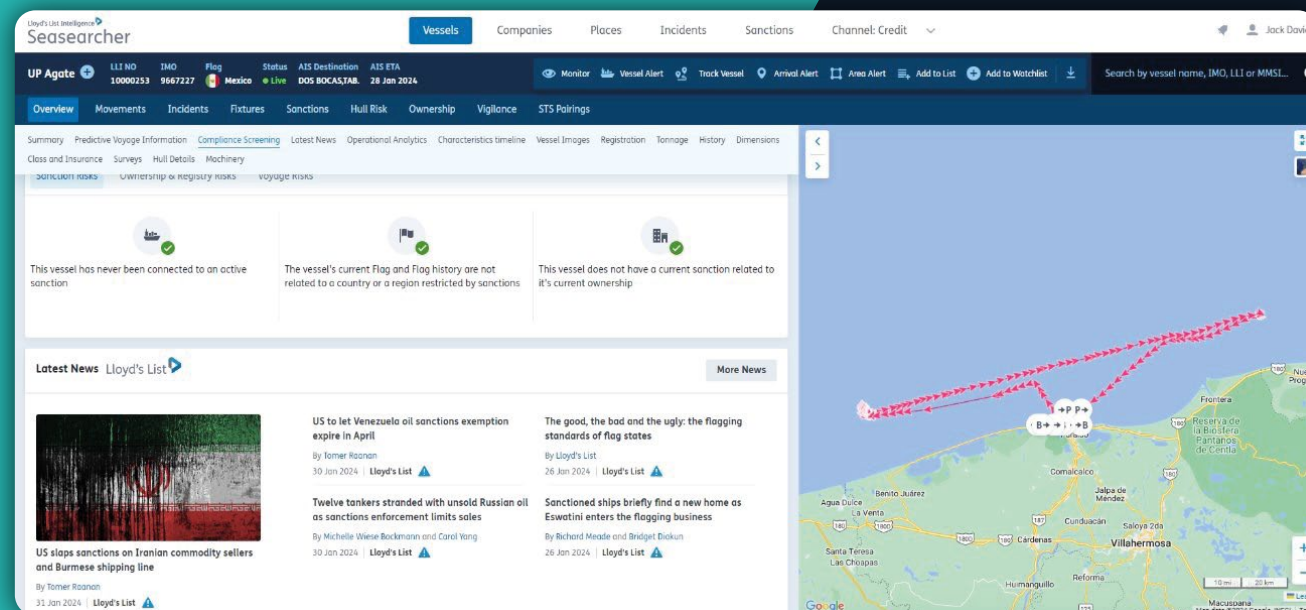 Lloyd's List Intelligence
Seasearcher
Vessels
Companies
Places
Incidents
Sanctions
Channel: Credit
UP Agate
LLI NO
10000253
IMO
9667227
Flag
Mexico
Status
Live
AIS Destination
DOS BOCAS,TAB.
AIS ETA
28 Jan 2024
Monitor
Vessel Alert
Track Vessel
Arrival Alert
Area Alert
Add to List
Add to Watchlist
Search by vessel name, IMO, LLI or MMSI...
Overview
Movements
Incidents
Fixtures
Sanctions
Hull Risk
Ownership
Vigilance
STS Pairings
Summary
Predictive Voyage Information
Compliance Screening
Latest News
Operational Analytics
Characteristics timeline
Vessel Images
Registration
Tonnage
History
Dimensions
Class and Insurance
Surveys
Hull Details
Machinery
Sanction Risks
Ownership & Registry Risks
Voyage Risks
This vessel has never been connected to an active
sanction
The vessel's current Flag and Flag history are not
related to a country or a region restricted by sanctions
This vessel does not have a current sanction related to
it's current ownership
Latest News Lloyd's List
More News
US slaps sanctions on Iranian commodity sellers
and Burmese shipping line
By Tomer Raanan
31 Jan 2024 | Lloyd's List
US to let Venezuela oil sanctions exemption
expire in April
By Tomer Raanan
30 Jan 2024 | Lloyd's List
The good, the bad and the ugly: the flagging
standards of flag states
By Lloyd's List
26 Jan 2024 | Lloyd's List
Twelve tankers stranded with unsold Russian oil
as sanctions enforcement limits sales
By Michelle Wiese Bockmann and Carol Yang
30 Jan 2024 | Lloyd's List
Sanctioned ships briefly find a new home as
Eswatini enters the flagging business
By Richard Meade and Bridget Diakun
26 Jan 2024 | Lloyd's List
P P
B B
Frontera
Reserva de
la Biosfera
Pantanos
de Centla
Comalcalco
Jalpa de
Méndez
Agua Dulce
Benito Juárez
La Venta
Cunduacán
Saloya 2da
Cárdenas
Villahermosa
Santa Teresa
Las Choapas
Huimanguillo
Reforma
Macuspana
180
187
10 mi
20 km
Google